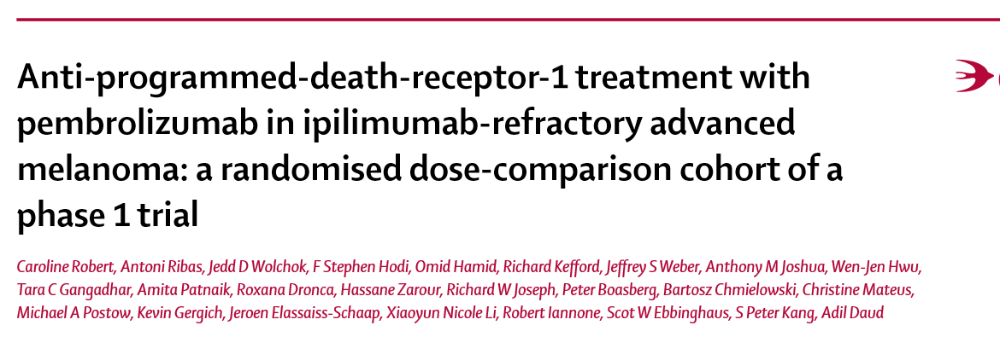 Anti-programmed-death-receptor-1 treatment with
pembrolizumab in ipilimumab-refractory advanced
melanoma: a randomised dose-comparison cohort of a
phase 1 trial
Caroline Robert, Antoni Ribas, Jedd D Wolchok, F Stephen Hodi, Omid Hamid, Richard Kefford, Jeffrey S Weber, Anthony M Joshua, Wen-Jen Hwu,
Tara C Gangadhar, Amita Patnaik, Roxana Dronca, Hassane Zarour, Richard W Joseph, Peter Boasberg, Bartosz Chmielowski, Christine Mateus,
Michael A Postow, Kevin Gergich, Jeroen Elassaiss-Schaap, Xiaoyun Nicole Li, Robert Iannone, Scot W Ebbinghaus, S Peter Kang, Adil Daud